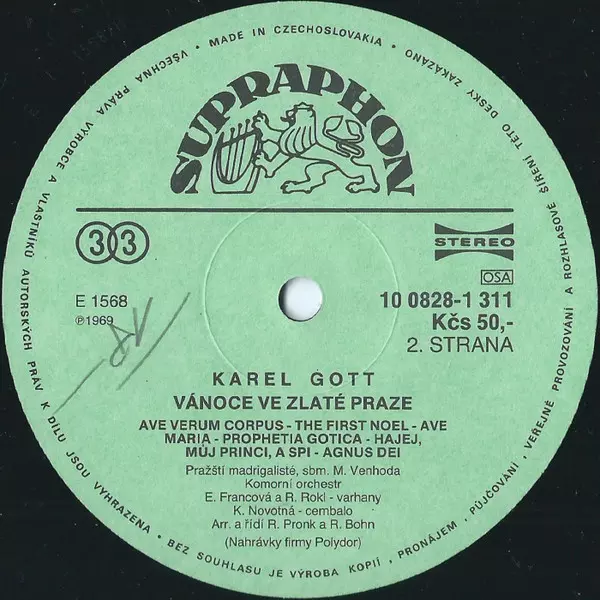 • VŠECHNA PRÁVA VÝROBCE A VLASTNÍKŮ AUTORSKÝCH PRÁV K DÍLU JSOU VYHRAZENA • BEZ SOUHLASU JE VÝROBA KOPIÍ, PRONÁJEM, PŮJČOVÁNÍ, VEŘEJNÉ PROVOZOVÁNÍ A ROZHLASOVÉ ŠÍŘENÍ TÉTO DESKY ZAKÁZÁNO • MADE IN CZECHOSLOVAKIA
SUPRAPHON
33
STEREO
OSA
E 1568
10 0828-1 311
Ⓟ1969
Kčs 50,-
2. STRANA
KAREL GOTT
VÁNOCE VE ZLATÉ PRAZE
AVE VERUM CORPUS - THE FIRST NOEL - AVE
MARIA - PROPHETIA GOTICA - HAJEJ,
MŮJ PRINCI, A SPI - AGNUS DEI
Pražští madrigalisté, sbm. M. Venhoda
Komorní orchestr
E. Francová a R. Rokl - varhany
K. Novotná - cembalo
Arr. a řídí R. Pronk a R. Bohn
(Nahrávky firmy Polydor)